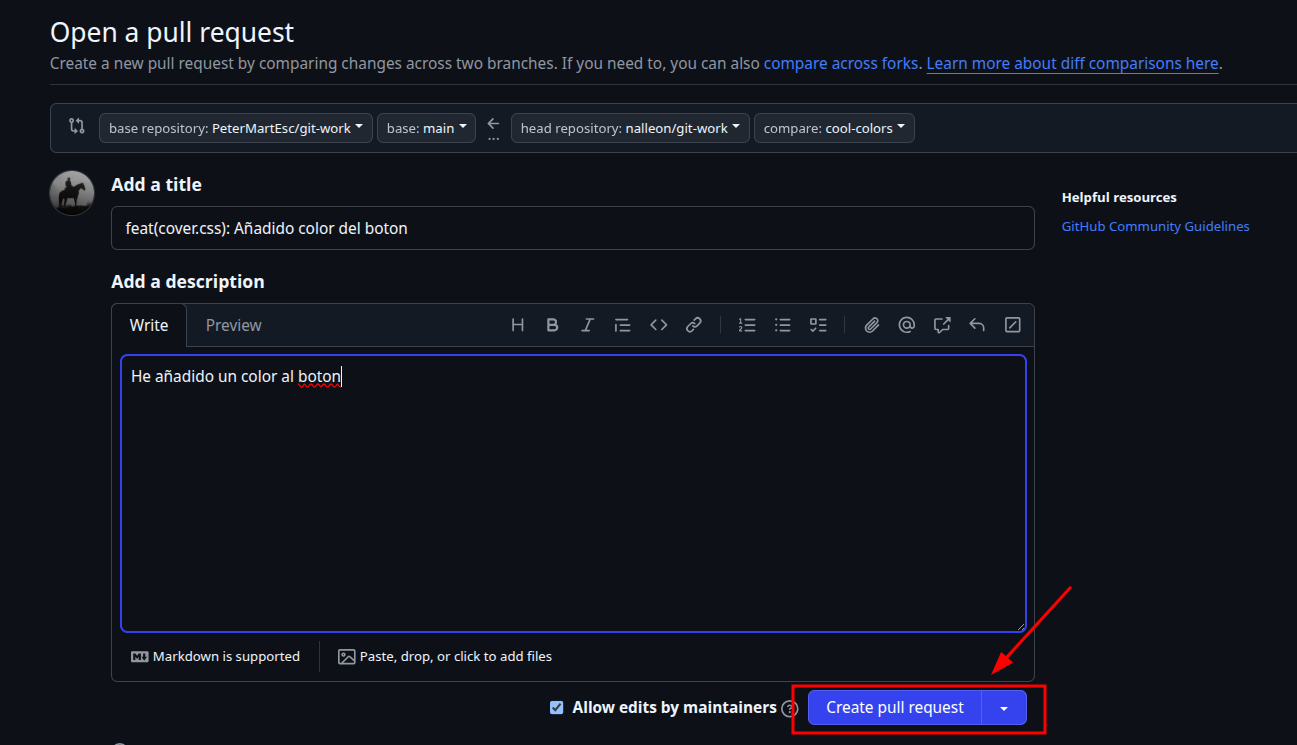 Open a pull request
Create a new pull request by comparing changes across two branches. If you need to, you can also compare across forks. Learn more about diff comparisons here.
base repository: PeterMartEsc/git-work base: main ... head repository: nalleon/git-work compare: cool-colors
Add a title
Helpful resources
feat(cover.css): Añadido color del boton
GitHub Community Guidelines
Add a description
Write Preview
He añadido un color al boton
Markdown is supported Paste, drop, or click to add files
Allow edits by maintainers ? Create pull request